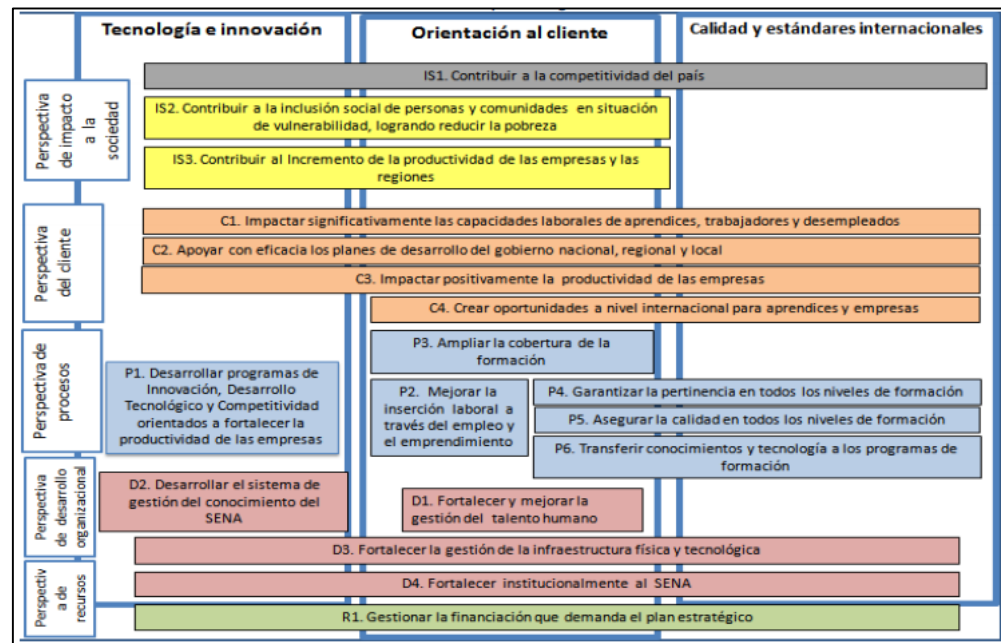 Tecnología e innovación
Orientación al cliente
Calidad y estándares internacionales
Perspectiva
de impacto
a la
sociedad
IS1. Contribuir a la competitividad del país
IS2. Contribuir a la inclusión social de personas y comunidades en situación
de vulnerabilidad, logrando reducir la pobreza
IS3. Contribuir al Incremento de la productividad de las empresas y las
regiones
Perspectiva
del cliente
C1. Impactar significativamente las capacidades laborales de aprendices, trabajadores y desempleados
C2. Apoyar con eficacia los planes de desarrollo del gobierno nacional, regional y local
C3. Impactar positivamente la productividad de las empresas
C4. Crear oportunidades a nivel internacional para aprendices y empresas
Perspectiva de
procesos
P3. Ampliar la cobertura de la
formación
P1. Desarrollar programas de
Innovación, Desarrollo
Tecnológico y Competitividad
orientados a fortalecer la
productividad de las empresas
P2. Mejorar la
inserción laboral a
través del empleo y
el emprendimiento
P4. Garantizar la pertinencia en todos los niveles de formación
P5. Asegurar la calidad en todos los niveles de formación
P6. Transferir conocimientos y tecnología a los programas de
formación
Perspectiva
de desarrollo
organizacional
D2. Desarrollar el sistema de
gestión del conocimiento del
SENA
D1. Fortalecer y mejorar la
gestión del talento humano
D3. Fortalecer la gestión de la infraestructura física y tecnológica
Perspectiv
a de
recursos
D4. Fortalecer institucionalmente al SENA
R1. Gestionar la financiación que demanda el plan estratégico